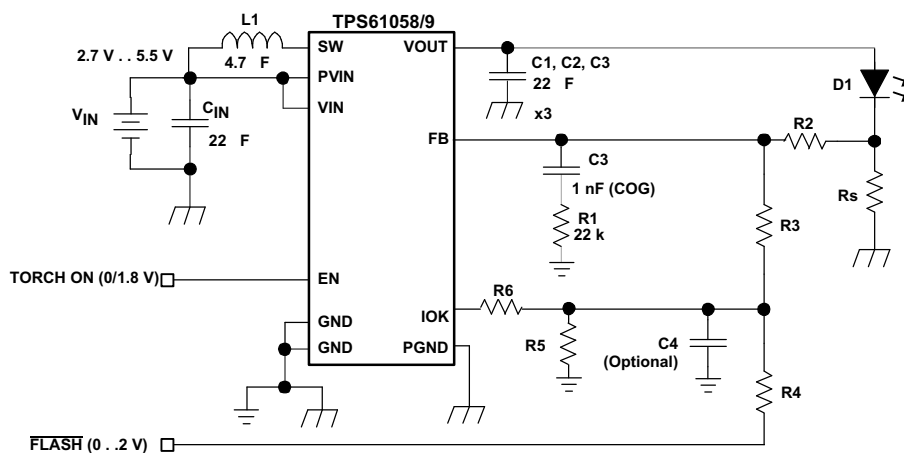 TPS61058/9
L1
4.7 F
2.7 V . . 5.5 V
SW
PVIN
VIN
VOUT
C1, C2, C3
22 F
x3
D1
VIN
CIN
22 F
FB
R2
C3
1 nF (COG)
R1
22 k
R3
Rs
TORCH ON (0/1.8 V)
EN
R6
IOK
GND
GND
PGND
R5
C4
(Optional)
R4
FLASH (0 . .2 V)